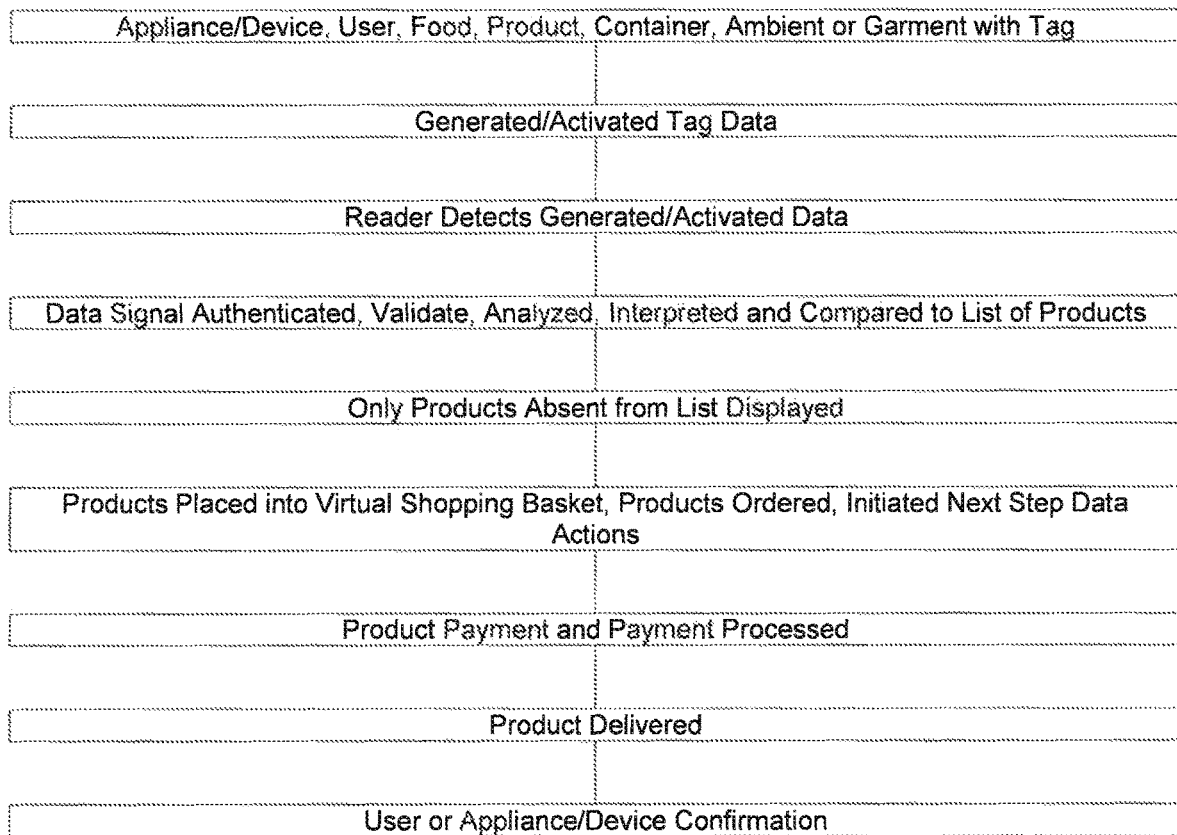 Appliance/Device, User, Food, Product, Container, Ambient or Garment with Tag
Generated/Activated Tag Data
Reader Detects Generated/Activated Data
Data Signal Authenticated, Validate, Analyzed, Interpreted and Compared to List of Products
Only Products Absent from List Displayed
Products Placed into Virtual Shopping Basket, Products Ordered, Initiated Next Step Data
Actions
Product Payment and Payment Processed
Product Delivered
User or Appliance/Device Confirmation